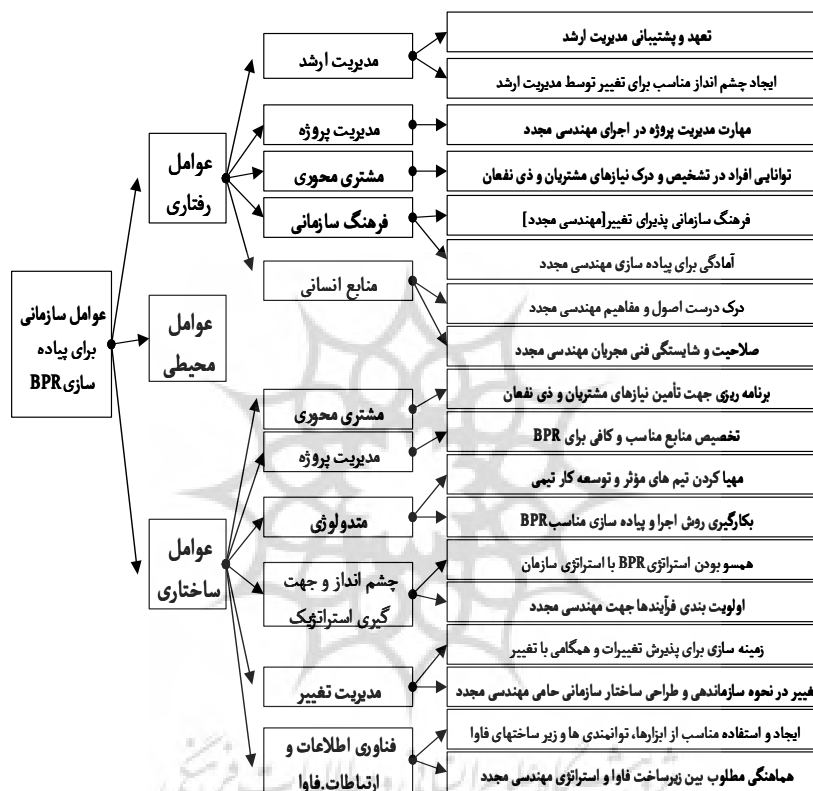 عوامل سازمانی
برای پیاده
سازی BPR
عوامل
رفتاری
عوامل
محیطی
عوامل
ساختاری
مدیریت ارشد
مدیریت پروژه
مشتری محوری
فرهنگ سازمانی
منابع انسانی
مشتری محوری
مدیریت پروژه
متدولوژی
چشم انداز و جهت
گیری استراتژیک
مدیریت تغییر
فناوری اطلاعات و
ارتباطات.فاوا
تعهد و پشتیبانی مدیریت ارشد
ایجاد چشم انداز مناسب برای تغییر توسط مدیریت ارشد
مهارت مدیریت پروژه در اجرای مهندسی مجدد
توانایی افراد در تشخیص و درک نیازهای مشتریان و ذی نفعان
فرهنگ سازمانی پذیرای تغییر[مهندسی مجدد]
آمادگی برای پیاده سازی مهندسی مجدد
درک درست اصول و مفاهیم مهندسی مجدد
صلاحیت و شایستگی فنی مجریان مهندسی مجدد
برنامه ریزی جهت تأمین نیازهای مشتریان و ذی نفعان
تخصیص منابع مناسب و کافی برای BPR
مهیا کردن تیم های مؤثر و توسعه کار تیمی
بکارگیری روش اجرا و پیاده سازی مناسب BPR
همسو بودن استراتژی BPR با استراتژی سازمان
اولویت بندی فرآیندها جهت مهندسی مجدد
زمینه سازی برای پذیرش تغییرات و همگامی با تغییر
تغییر در نحوه سازماندهی و طراحی ساختار سازمانی حامی مهندسی مجدد
ایجاد و استفاده مناسب از ابزارها، توانمندی ها و زیر ساختهای فاوا
هماهنگی مطلوب بین زیرساخت فاوا و استراتژی مهندسی مجدد